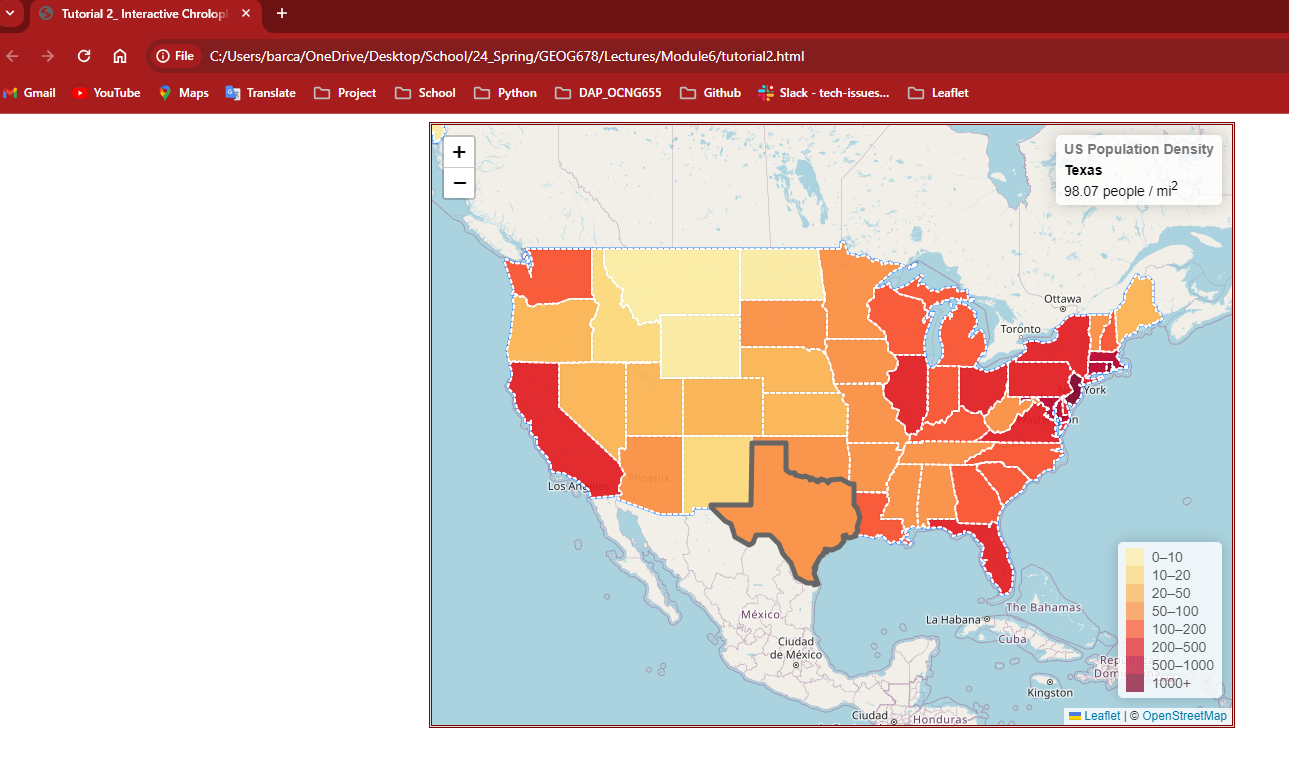 Tutorial 2_ Interactive Chrolopl
File
C:/Users/barca/OneDrive/Desktop/School/24_Spring/GEOG678/Lectures/Module6/tutorial2.html
Gmail YouTube Maps Translate Project School Python DAP_OCNG655 Github Slack - tech-issues... Leaflet
+
−
US Population Density
Texas
98.07 people / mi2
Ottawa
Toronto
York
Los Angeles
Phoenix
The Bahamas
La Habana
Cuba
México
Ciudad
de México
Kingston
Ciudad
Honduras
0–10
10–20
20–50
50–100
100–200
200–500
500–1000
1000+
Leaflet | © OpenStreetMap